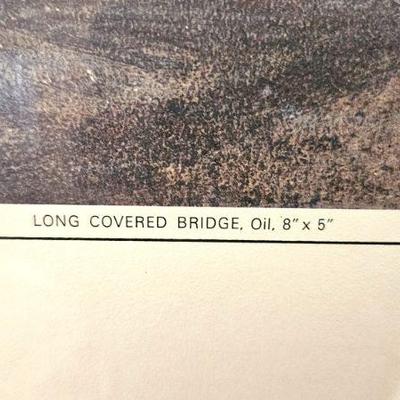 LONG COVERED BRIDGE, Oil, 8” x 5”